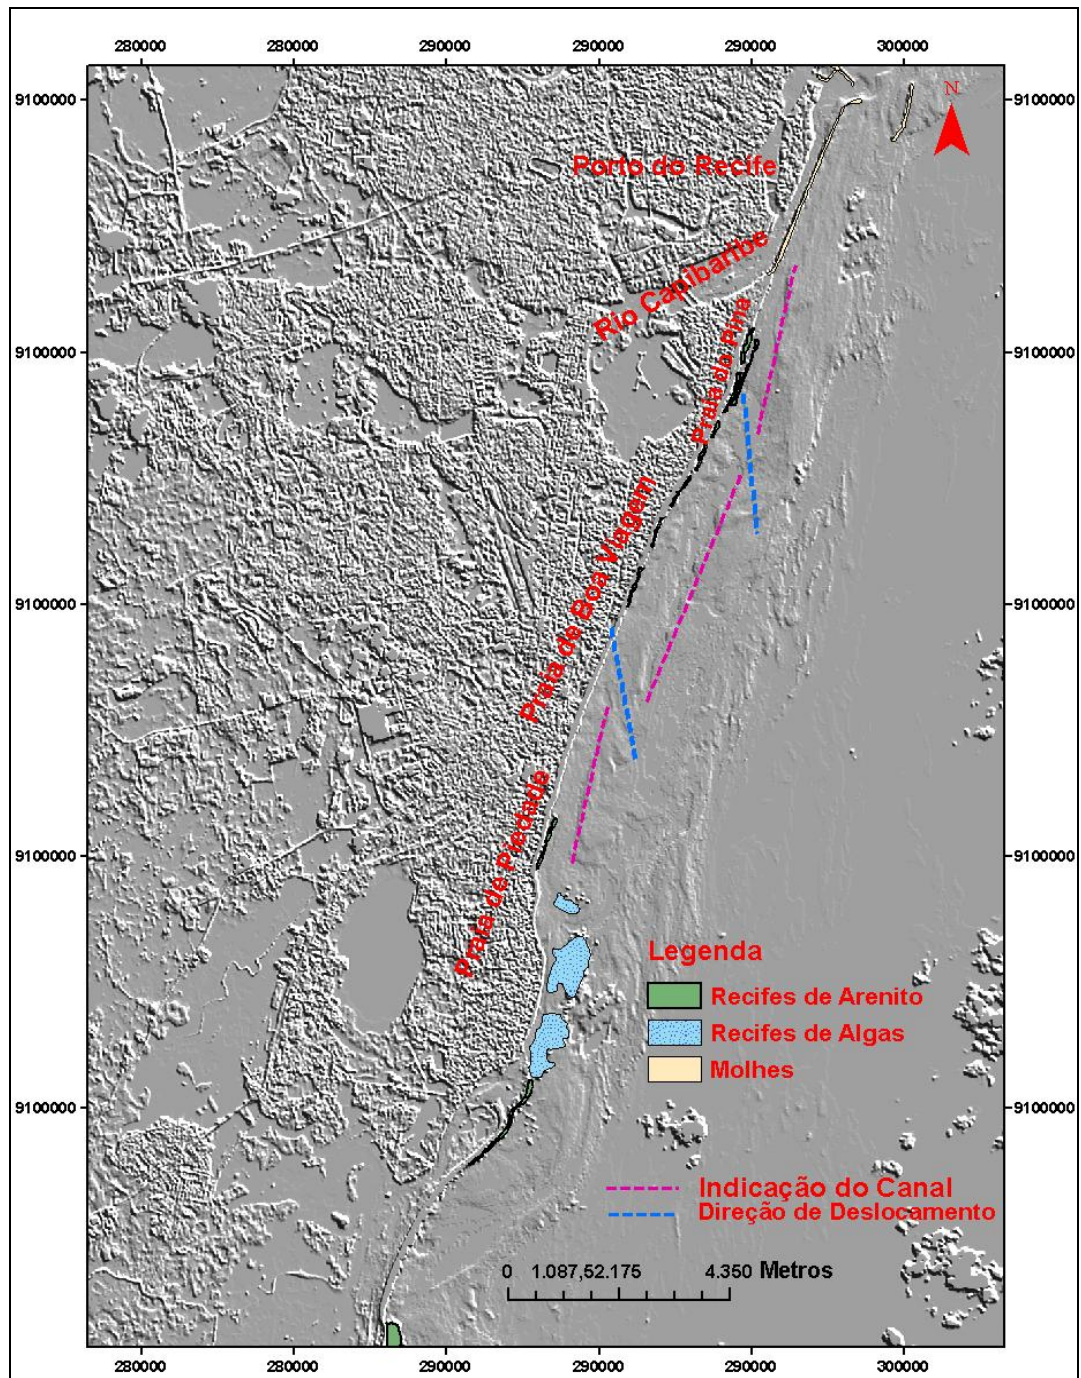 280000 280000 290000 290000 290000 300000
9100000 9100000
N
Porto do Recife
Rio Capibaribe
Praia do Pina
9100000 9100000
Praia de Boa Viagem
9100000 9100000
Praia de Piedade
9100000 9100000
Legenda
Recifes de Arenito
Recifes de Algas
Molhes
9100000 9100000
Indicação do Canal
Direção de Deslocamento
0 1.087,52.175 4.350 Metros
280000 280000 290000 290000 290000 300000